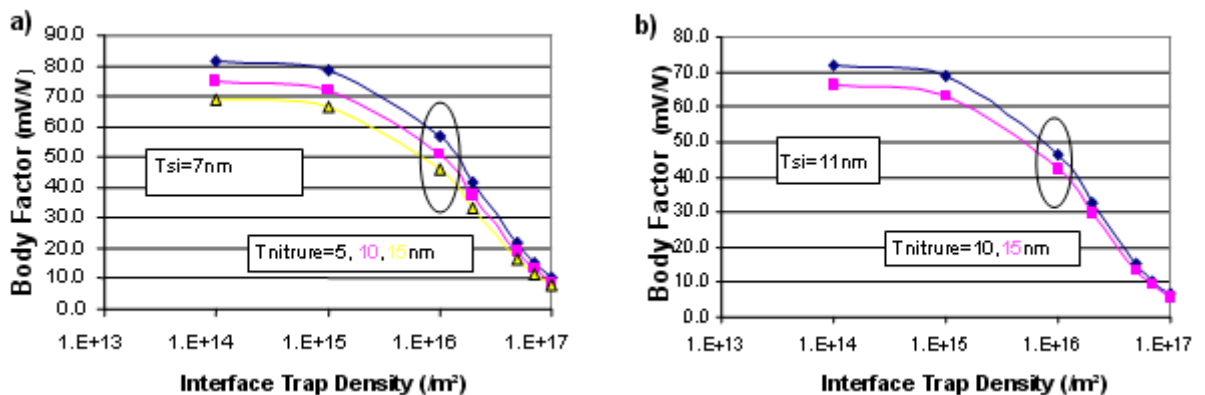 a)
Body Factor (mV/V)
90.0
80.0
70.0
60.0
50.0
40.0
30.0
20.0
10.0
0.0
Tsi=7nm
Tnitrure=5, 10, 15nm
1.E+13 1.E+14 1.E+15 1.E+16 1.E+17
Interface Trap Density (/m²)
b)
Body Factor (mV/V)
80.0
70.0
60.0
50.0
40.0
30.0
20.0
10.0
0.0
Tsi=11nm
Tnitrure=10, 15nm
1.E+13 1.E+14 1.E+15 1.E+16 1.E+17
Interface Trap Density (/m²)